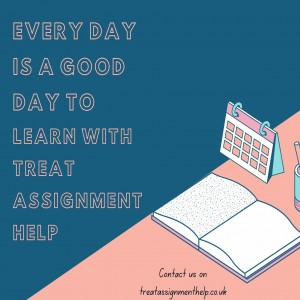 EVERY DAY
IS A GOOD
DAY TO
LEARN WITH
TREAT
ASSIGNMENT
HELP
Contact us on
treatassignmenthelp.co.uk